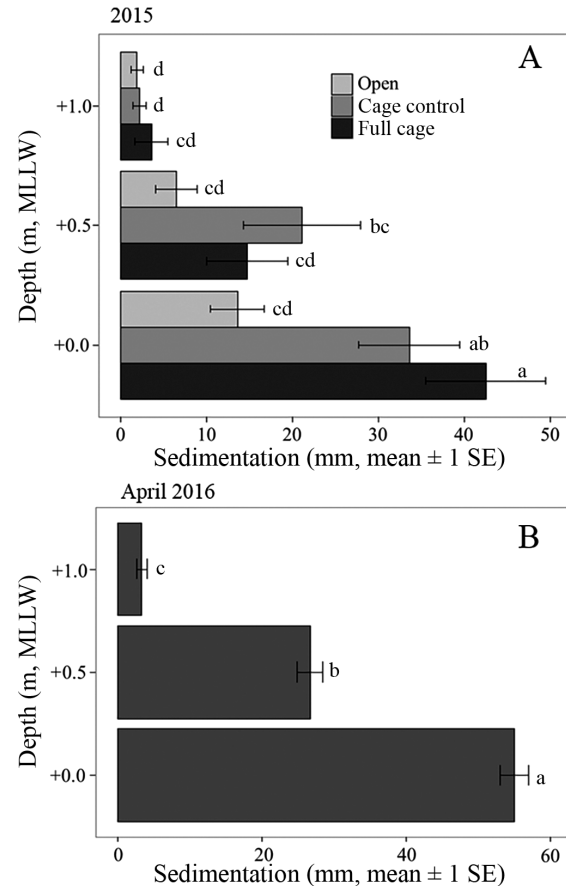 2015
A
Open
Cage control
Full cage
d
d
cd
cd
bc
cd
cd
ab
a
+1.0
+0.5
+0.0
Depth (m, MLLW)
0 10 20 30 40 50
Sedimentation (mm, mean ± 1 SE)
April 2016
B
c
b
a
+1.0
+0.5
+0.0
Depth (m, MLLW)
0 20 40 60
Sedimentation (mm, mean ± 1 SE)